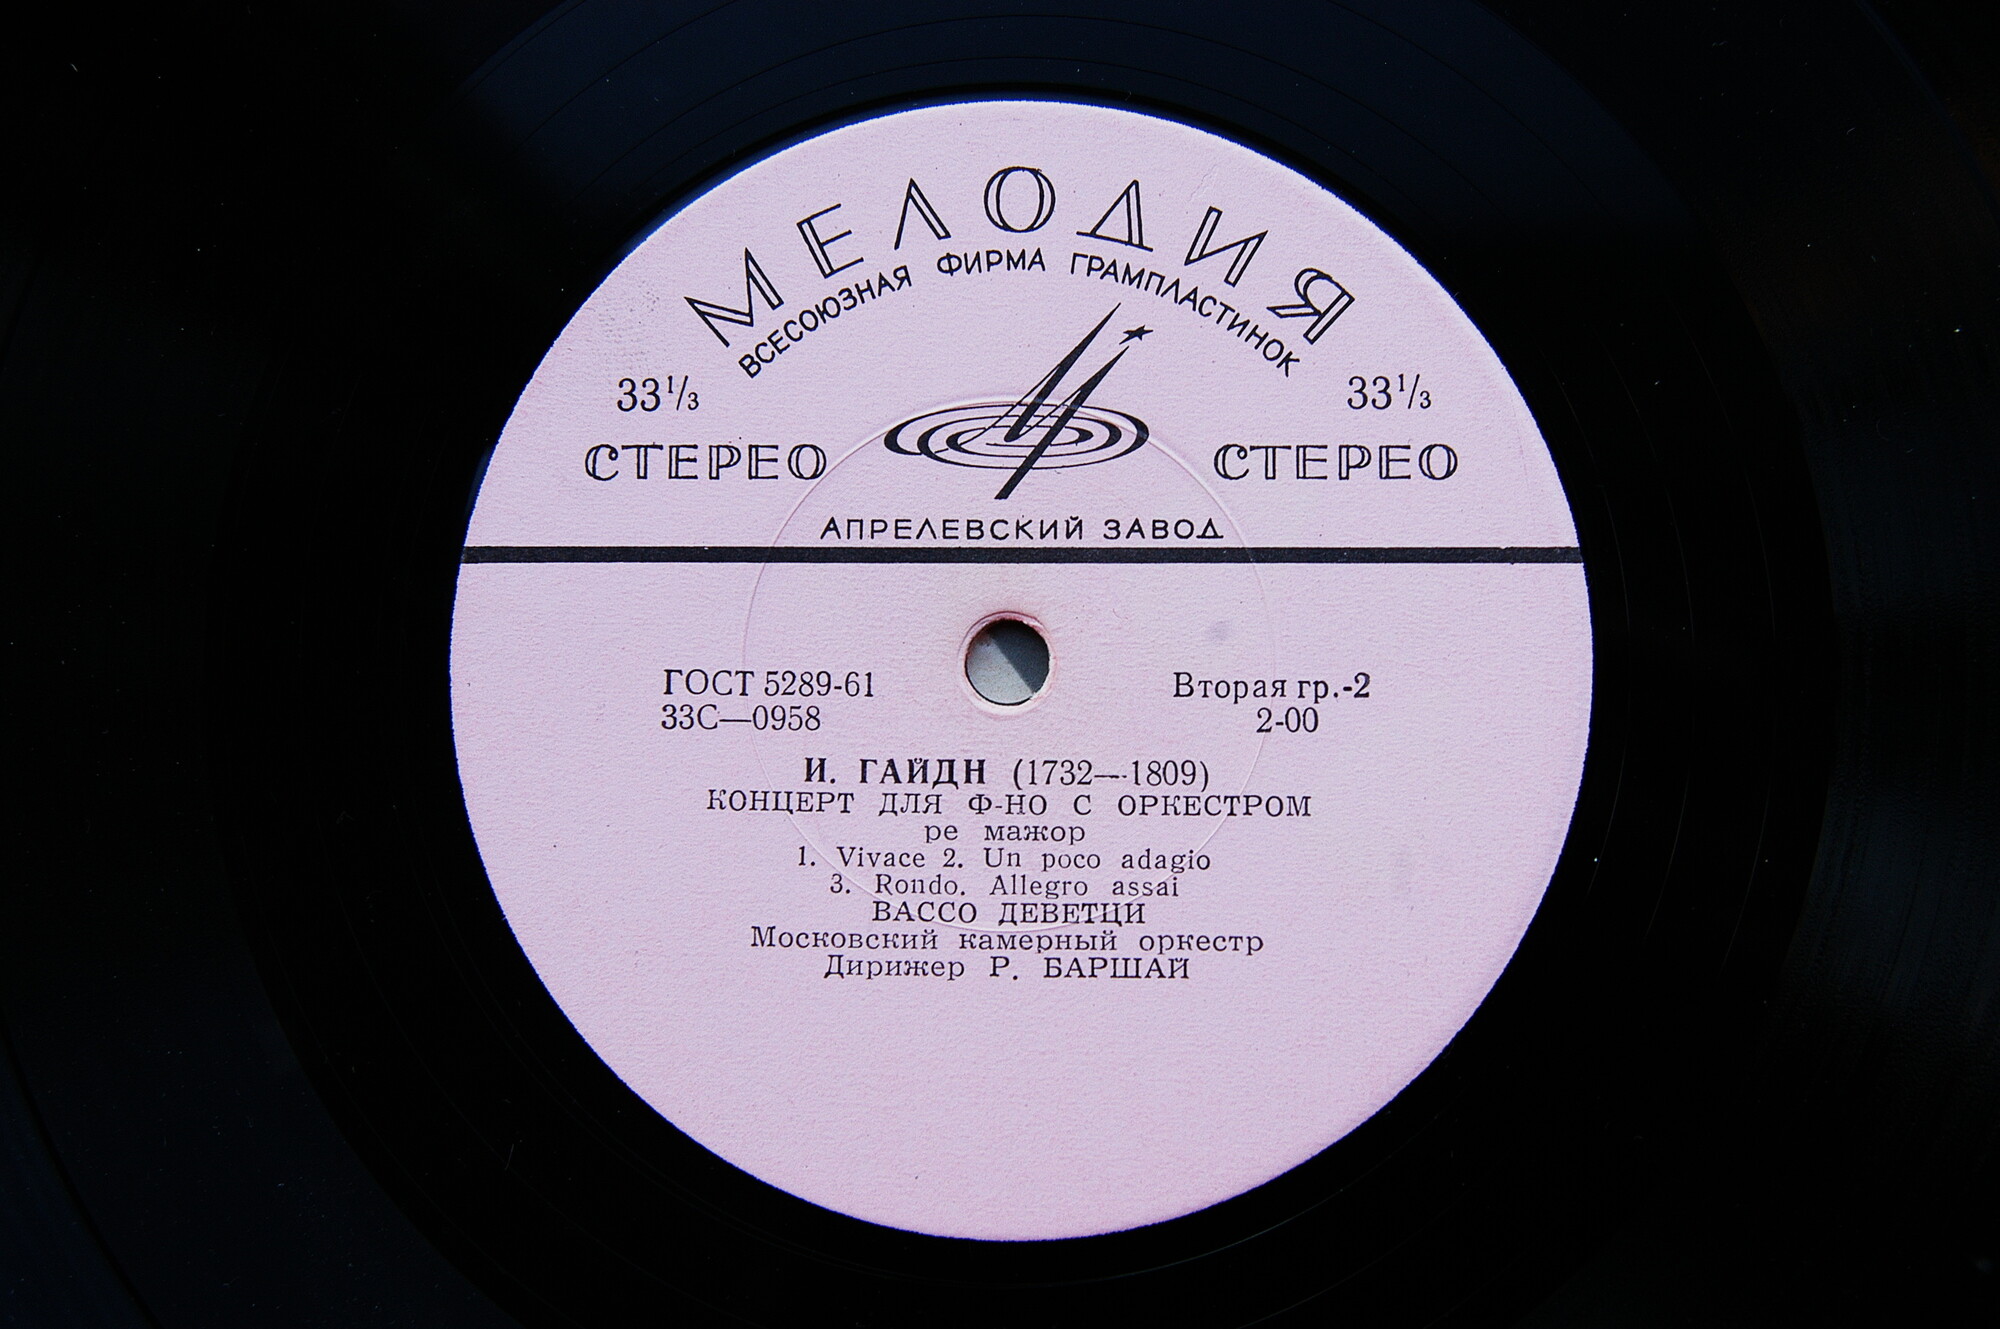 МЕЛОДИЯ
ВСЕСОЮЗНАЯ ФИРМА ГРАМПЛАСТИНОК
33⅓ 33⅓
СТЕРЕО СТЕРЕО
АПРЕЛЕВСКИЙ ЗАВОД
ГОСТ 5289-61 Вторая гр.-2
33С—0958 2-00
И. ГАЙДН (1732—1809)
КОНЦЕРТ ДЛЯ Ф-НО С ОРКЕСТРОМ
ре мажор
1. Vivace 2. Un poco adagio
3. Rondo. Allegro assai
ВАССО ДЕВЕТЦИ
Московский камерный оркестр
Дирижер Р. БАРШАЙ